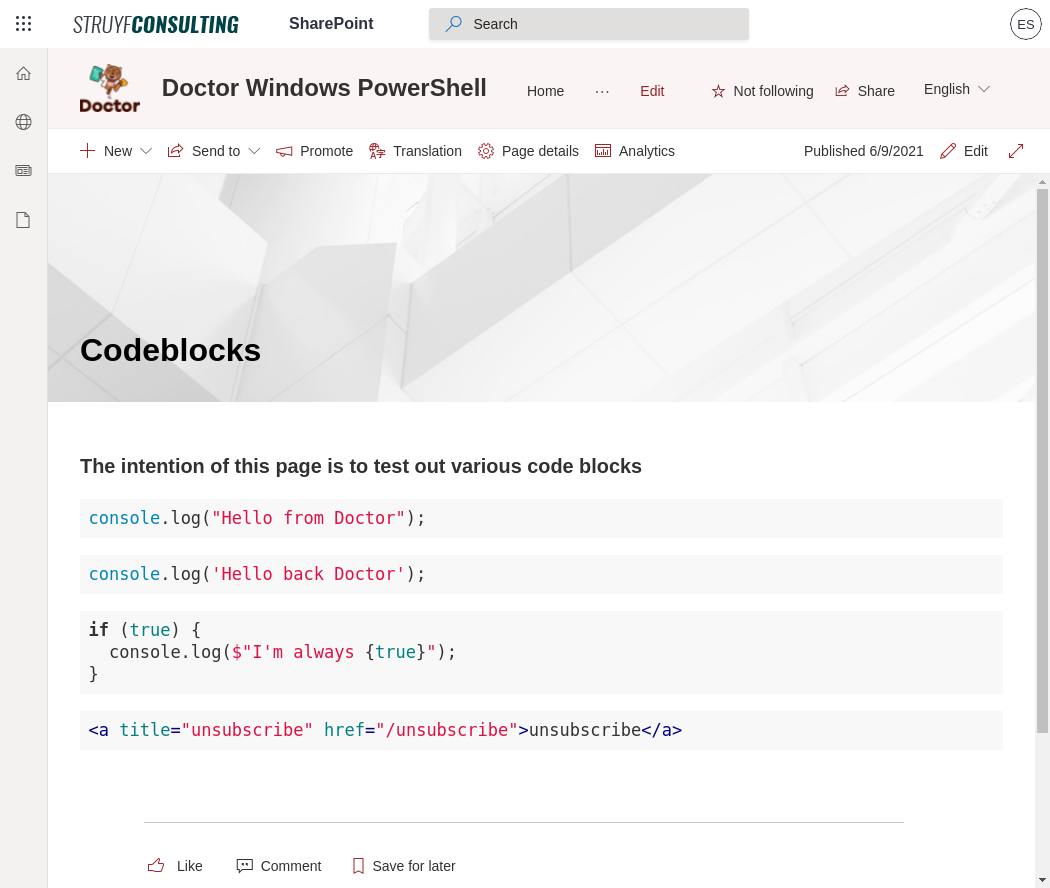 STRUYFCONSULTING SharePoint Search ES
Doctor
Doctor Windows PowerShell Home ... Edit Not following Share English
New Send to Promote Translation Page details Analytics Published 6/9/2021 Edit
Codeblocks
The intention of this page is to test out various code blocks
console.log("Hello from Doctor");
console.log('Hello back Doctor');
if (true) {
  console.log($"I'm always {true}");
}
<a title="unsubscribe" href="/unsubscribe">unsubscribe</a>
Like Comment Save for later